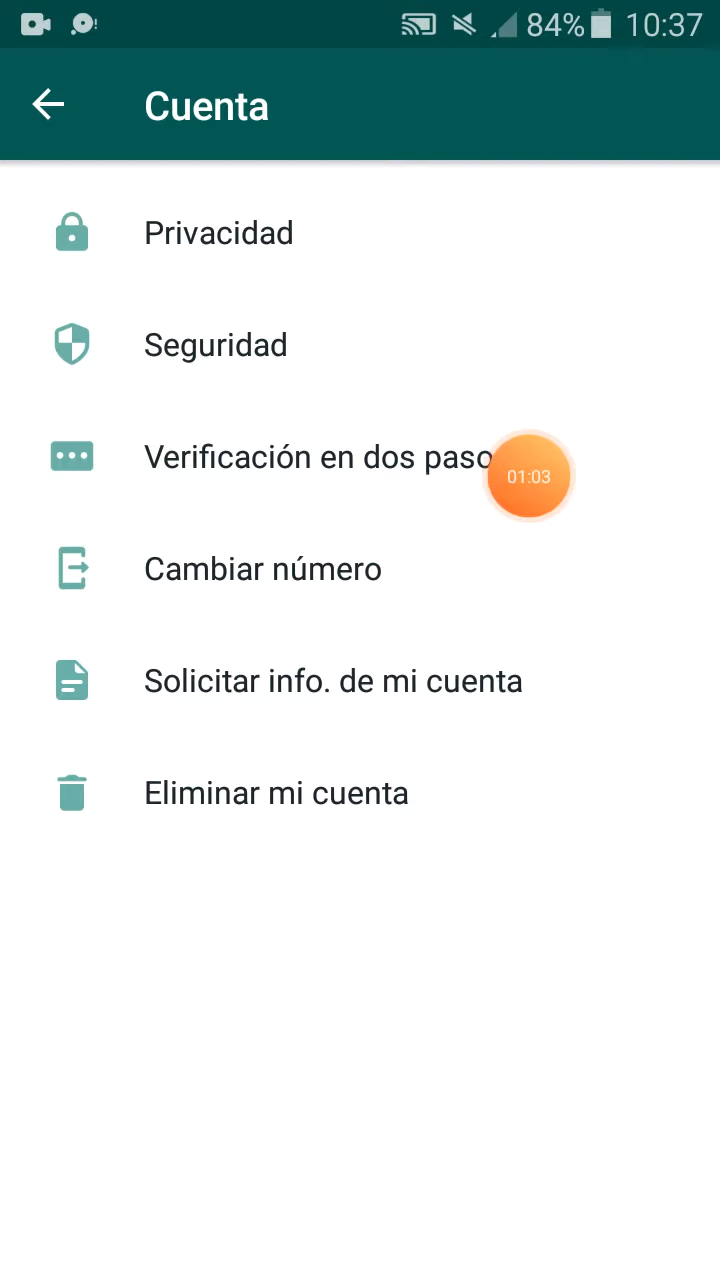 84% 10:37
Cuenta
Privacidad
Seguridad
Verificación en dos paso
01:03
Cambiar número
Solicitar info. de mi cuenta
Eliminar mi cuenta